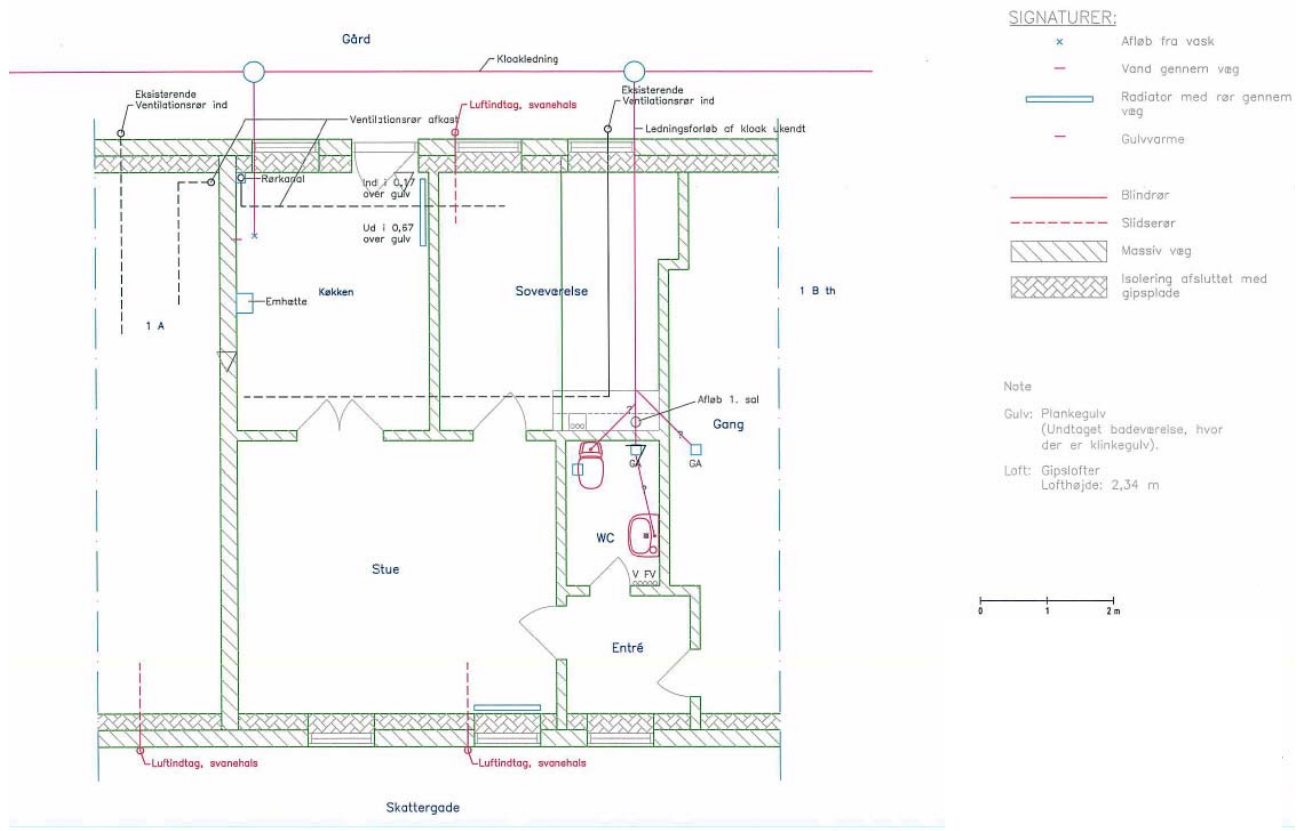 Gård
Kloakledning
Eksisterende
Ventilationsrør ind
Luftindtag, svanehals
Eksisterende
Ventilationsrør ind
Ventilationsrør afkast
Ledningsforløb af kloak ukendt
Rørkanal
Ind i 0,17
over gulv
Ud i 0,67
over gulv
Køkken
Soveværelse
1 B th
Emhætte
1 A
Afløb 1. sal
?
?
Gang
GA
GA
?
WC
Stue
V FV
Entré
Luftindtag, svanehals
Luftindtag, svanehals
Skattergade
SIGNATURER:
Afløb fra vask
Vand gennem væg
Radiator med rør gennem
væg
Gulvvarme
Blindrør
Slidserør
Massiv væg
Isolering afsluttet med
gipsplade
Note
Gulv: Plankegulv
(Undtaget badeværelse, hvor
der er klinkegulv).
Loft: Gipslofter
Lofthøjde: 2,34 m
0 1 2 m